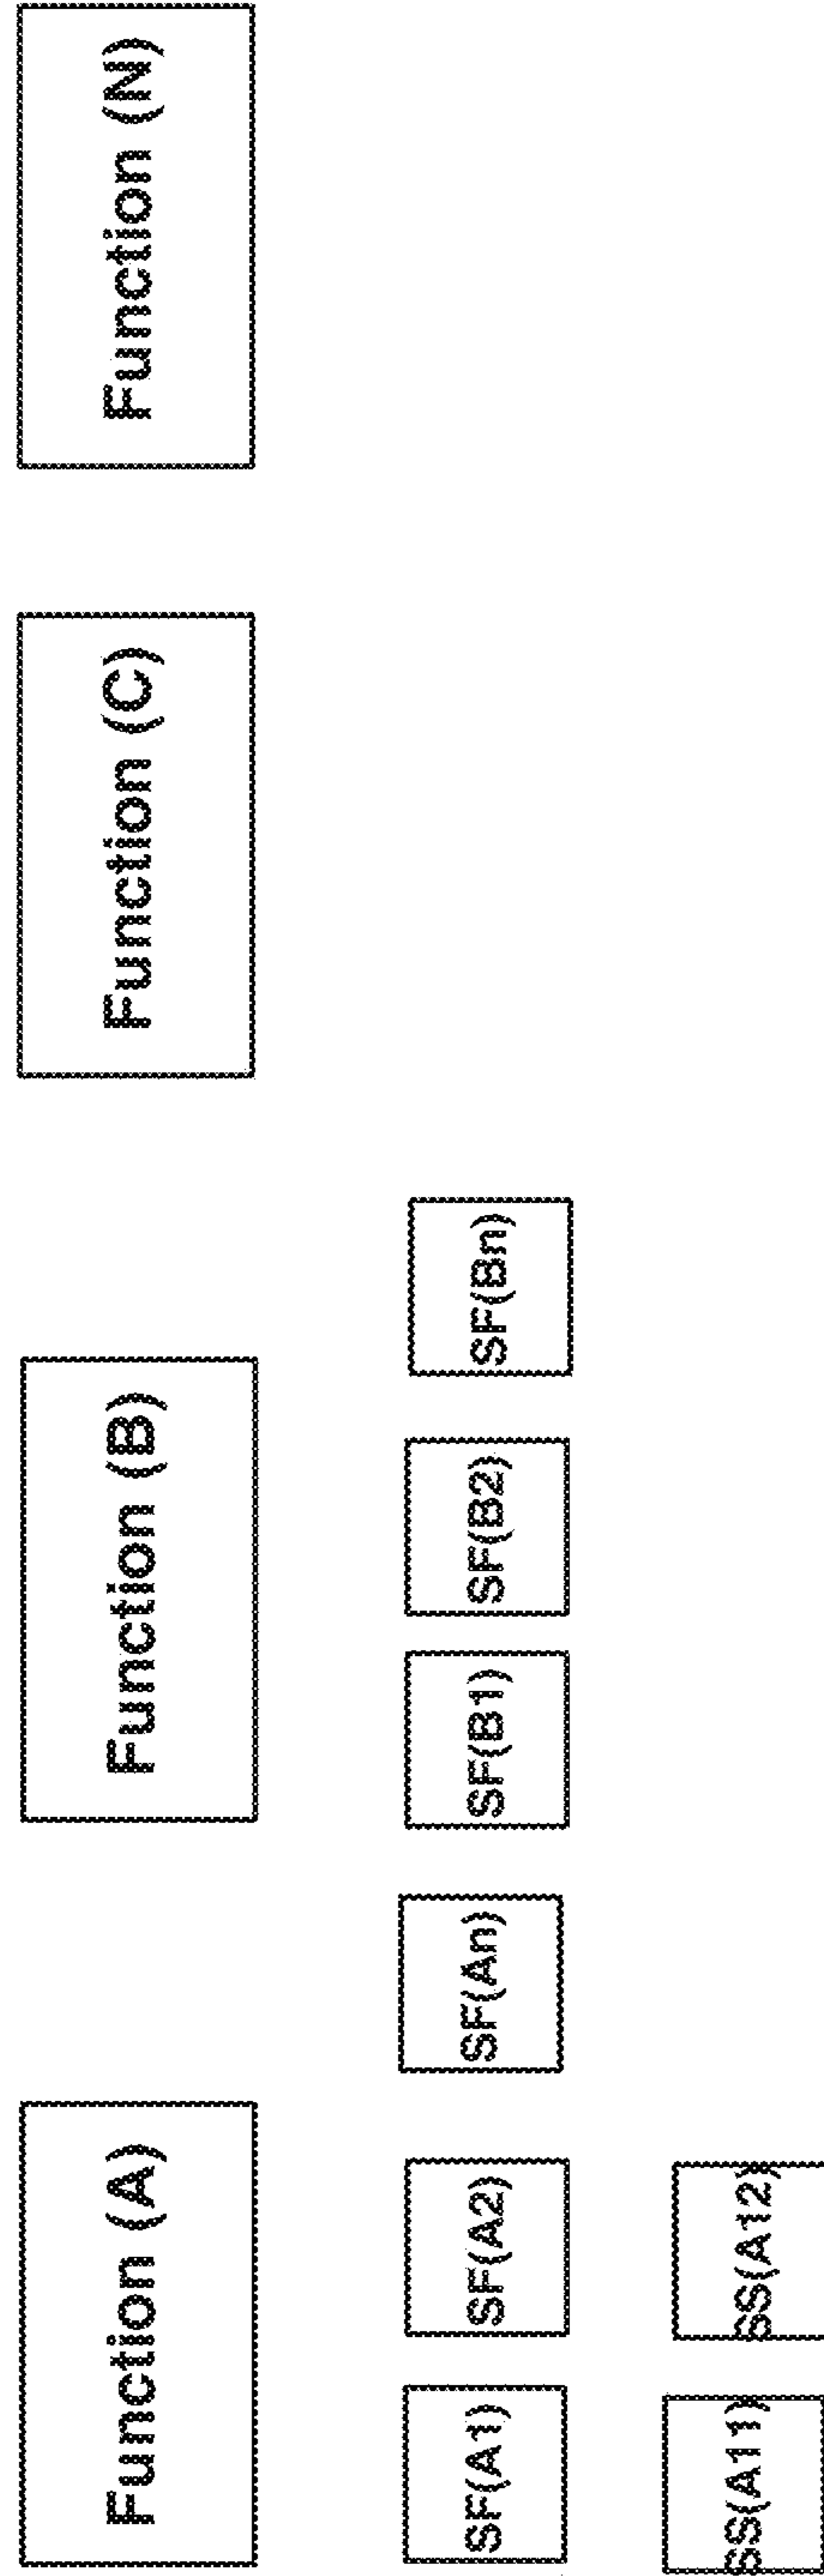 Function (A)
Function (B)
Function (C)
Function (N)
SF(A1)
SF(A2)
SF(An)
SF(B1)
SF(B2)
SF(Bn)
SS(A11)
SS(A12)